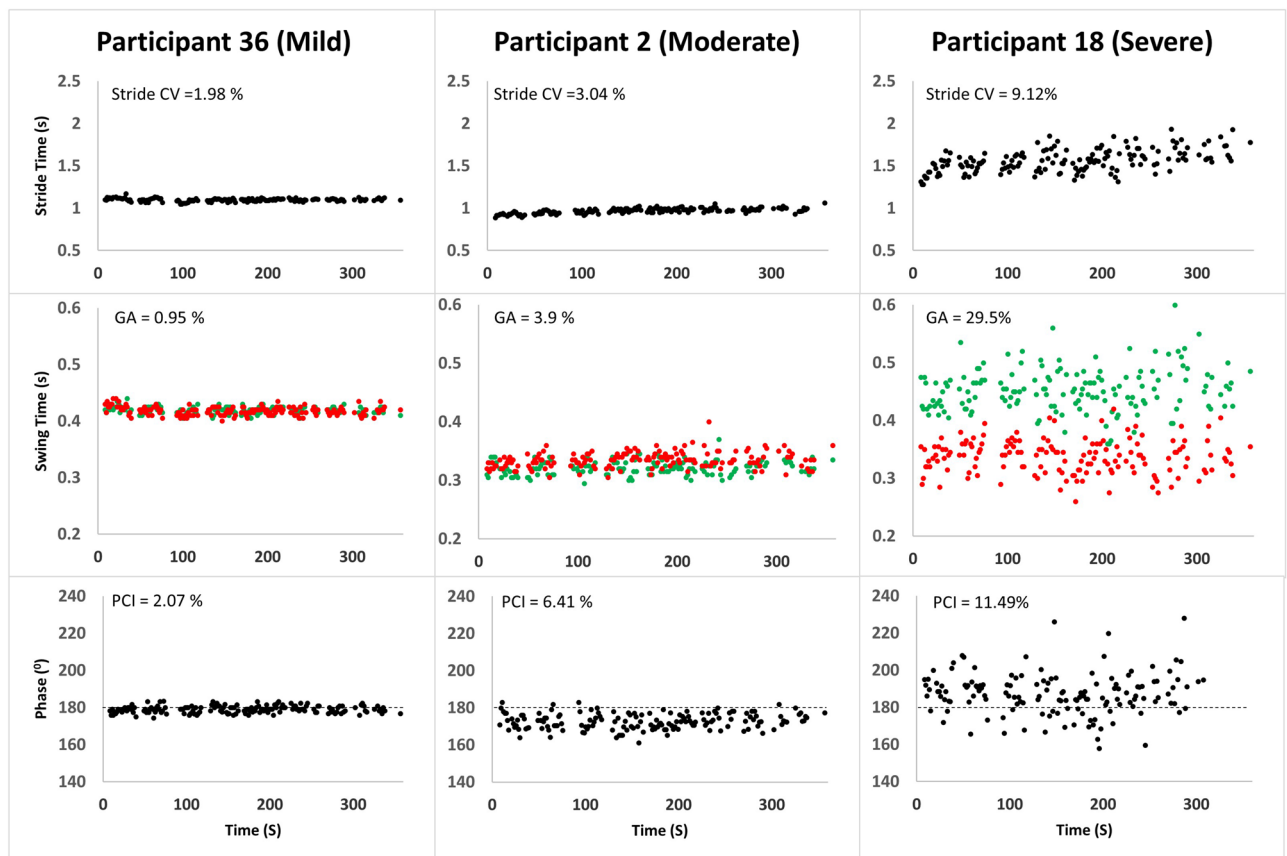 Participant 36 (Mild)
Participant 2 (Moderate)
Participant 18 (Severe)
Stride Time (s)
2.5
2
1.5
1
0.5
Stride CV =1.98 %
0 100 200 300
2.5
2
1.5
1
0.5
Stride CV =3.04 %
0 100 200 300
2.5
2
1.5
1
0.5
Stride CV = 9.12%
0 100 200 300
Swing Time (s)
0.6
0.5
0.4
0.3
0.2
GA = 0.95 %
0 100 200 300
0.6
0.5
0.4
0.3
0.2
GA = 3.9 %
0 100 200 300
0.6
0.5
0.4
0.3
0.2
GA = 29.5%
0 100 200 300
Phase (⁰)
240
220
200
180
160
140
PCI = 2.07 %
0 100 200 300
Time (S)
240
220
200
180
160
140
PCI = 6.41 %
0 100 200 300
Time (S)
240
220
200
180
160
140
PCI = 11.49%
0 100 200 300
Time (S)